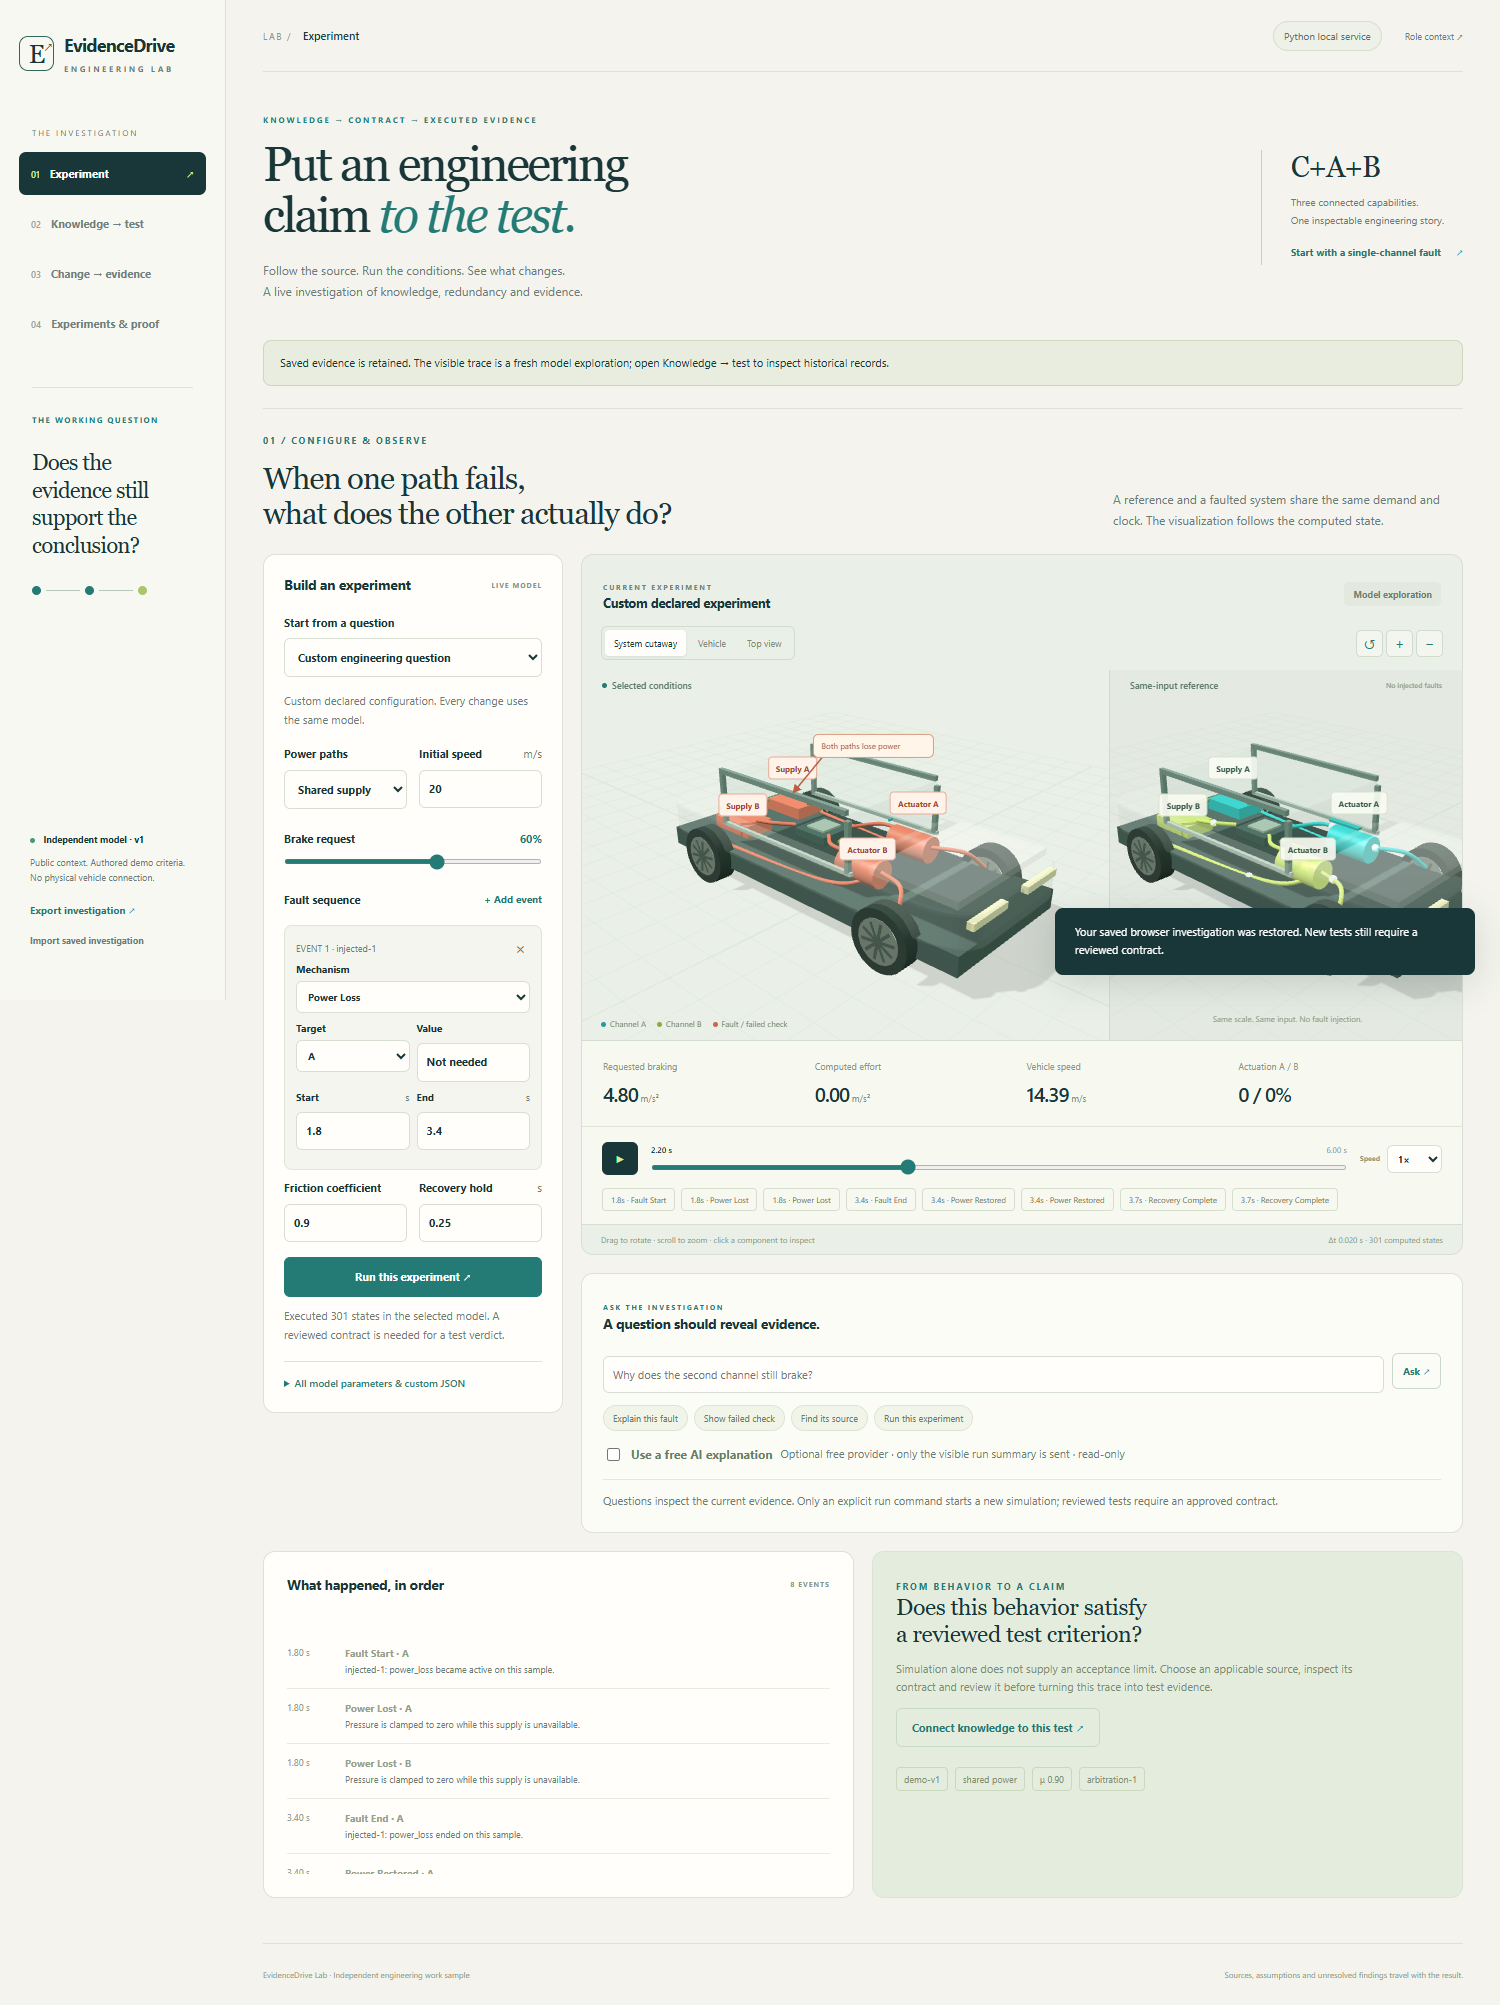 E↗
EvidenceDrive
ENGINEERING LAB
THE INVESTIGATION
01 Experiment ↗
02 Knowledge → test
03 Change → evidence
04 Experiments & proof
THE WORKING QUESTION
Does the
evidence still
support the
conclusion?
Independent model · v1
Public context. Authored demo criteria.
No physical vehicle connection.
Export investigation ↗
Import saved investigation
LAB / Experiment
Python local service
Role context ↗
KNOWLEDGE → CONTRACT → EXECUTED EVIDENCE
Put an engineering
claim to the test.
Follow the source. Run the conditions. See what changes.
A live investigation of knowledge, redundancy and evidence.
C+A+B
Three connected capabilities.
One inspectable engineering story.
Start with a single-channel fault ↗
Saved evidence is retained. The visible trace is a fresh model exploration; open Knowledge → test to inspect historical records.
01 / CONFIGURE & OBSERVE
When one path fails,
what does the other actually do?
A reference and a faulted system share the same demand and
clock. The visualization follows the computed state.
Build an experiment
LIVE MODEL
Start from a question
Custom engineering question
Custom declared configuration. Every change uses
the same model.
Power paths
Initial speed m/s
Shared supply
20
Brake request 60%
Fault sequence + Add event
EVENT 1 · injected-1 ×
Mechanism
Power Loss
Target
Value
A
Not needed
Start s
End s
1.8
3.4
Friction coefficient
Recovery hold s
0.9
0.25
Run this experiment ↗
Executed 301 states in the selected model. A
reviewed contract is needed for a test verdict.
▶ All model parameters & custom JSON
CURRENT EXPERIMENT
Custom declared experiment
Model exploration
System cutaway
Vehicle
Top view
↺ + −
Selected conditions
Same-input reference
No injected faults
Both paths lose power
Supply A
Supply B
Actuator A
Actuator B
Supply A
Supply B
Actuator A
Actuator B
Your saved browser investigation was restored. New tests still require a
reviewed contract.
Channel A
Channel B
Fault / failed check
Same scale. Same input. No fault injection.
Requested braking
Computed effort
Vehicle speed
Actuation A / B
4.80 m/s²
0.00 m/s²
14.39 m/s
0 / 0%
▶
2.20 s
6.00 s
Speed
1×
1.8s · Fault Start
1.8s · Power Lost
1.8s · Power Lost
3.4s · Fault End
3.4s · Power Restored
3.4s · Power Restored
3.7s · Recovery Complete
3.7s · Recovery Complete
Drag to rotate · scroll to zoom · click a component to inspect
Δt 0.020 s · 301 computed states
ASK THE INVESTIGATION
A question should reveal evidence.
Why does the second channel still brake?
Ask ↗
Explain this fault
Show failed check
Find its source
Run this experiment
Use a free AI explanation Optional free provider · only the visible run summary is sent · read-only
Questions inspect the current evidence. Only an explicit run command starts a new simulation; reviewed tests require an approved contract.
What happened, in order
8 EVENTS
1.80 s Fault Start · A
injected-1: power_loss became active on this sample.
1.80 s Power Lost · A
Pressure is clamped to zero while this supply is unavailable.
1.80 s Power Lost · B
Pressure is clamped to zero while this supply is unavailable.
3.40 s Fault End · A
injected-1: power_loss ended on this sample.
3.40 s Power Restored · A
FROM BEHAVIOR TO A CLAIM
Does this behavior satisfy
a reviewed test criterion?
Simulation alone does not supply an acceptance limit. Choose an applicable source, inspect its
contract and review it before turning this trace into test evidence.
Connect knowledge to this test ↗
demo-v1
shared power
μ 0.90
arbitration-1
EvidenceDrive Lab · Independent engineering work sample
Sources, assumptions and unresolved findings travel with the result.